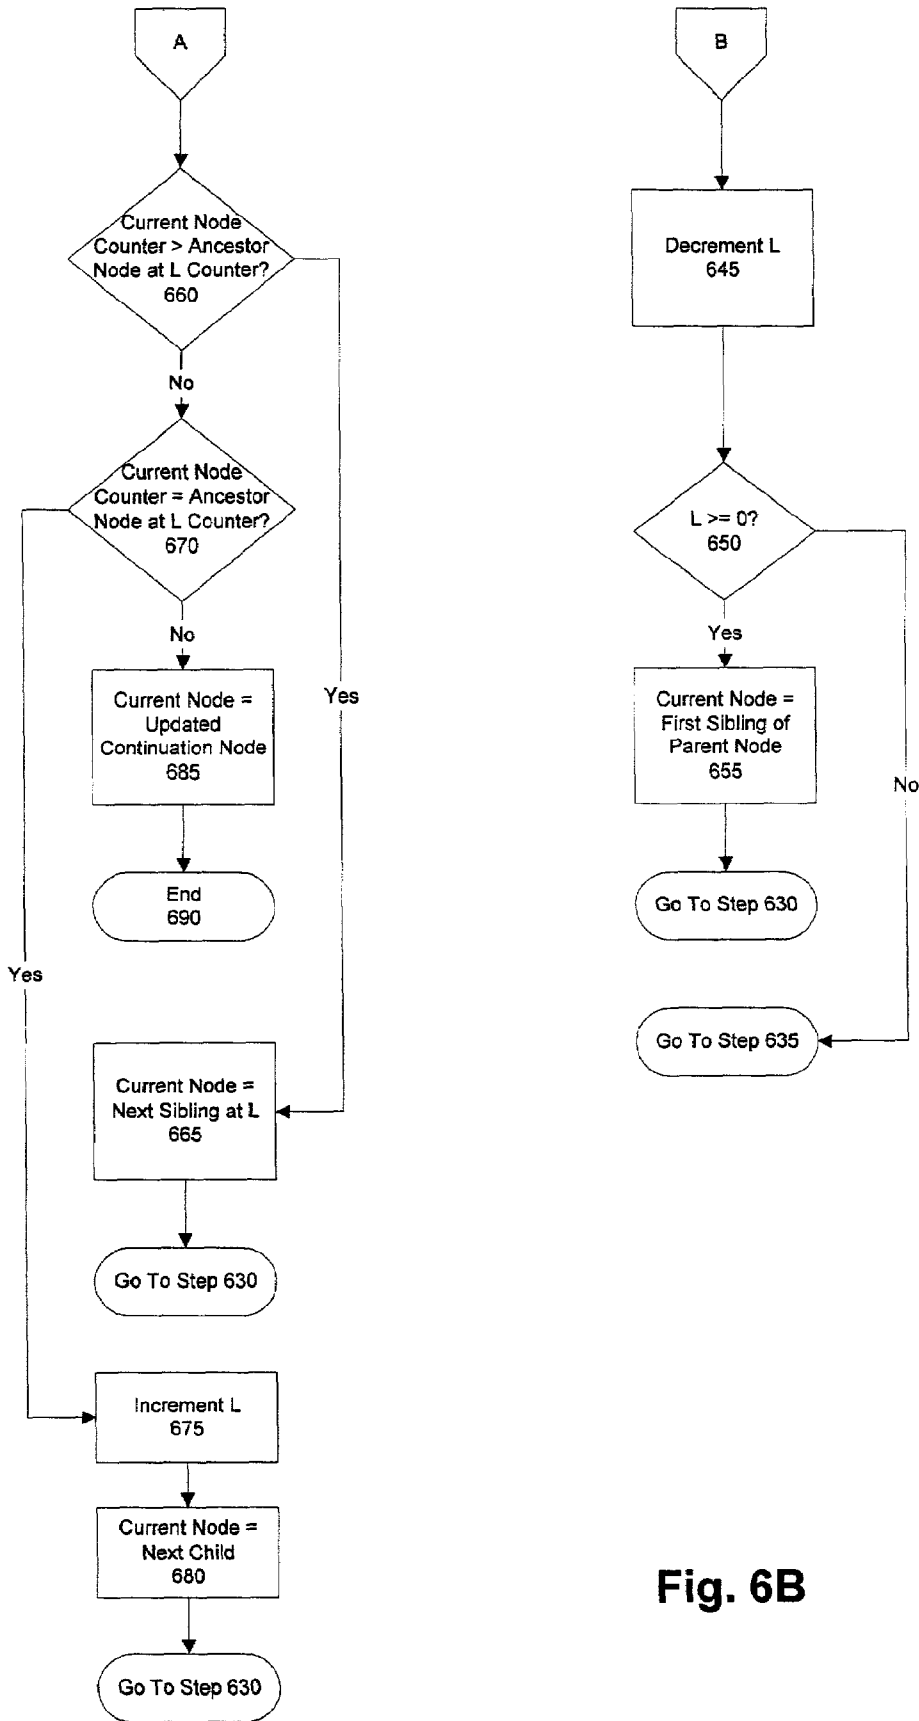 A
Current Node
Counter > Ancestor
Node at L Counter?
660
No
Current Node
Counter = Ancestor
Node at L Counter?
670
No
Current Node =
Updated
Continuation Node
685
End
690
Yes
Yes
Current Node =
Next Sibling at L
665
Go To Step 630
Increment L
675
Current Node =
Next Child
680
Go To Step 630
B
Decrement L
645
L >= 0?
650
Yes
Current Node =
First Sibling of
Parent Node
655
No
Go To Step 630
Go To Step 635
Fig. 6B